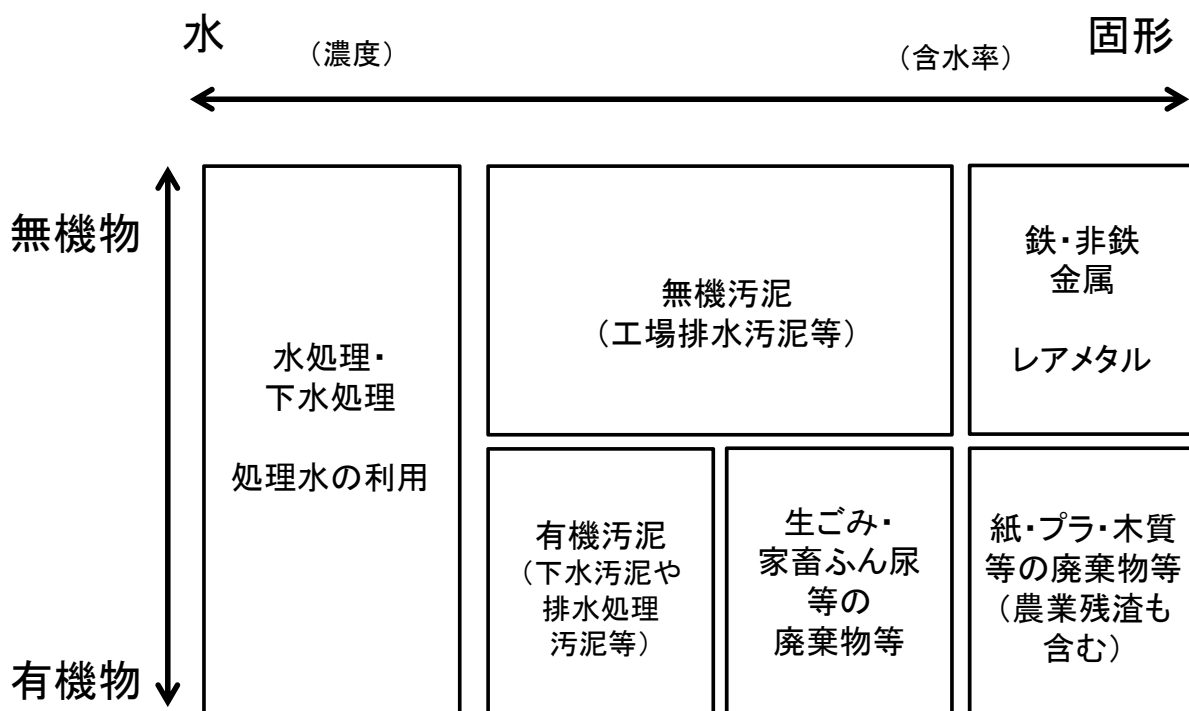 水
（濃度）
（含水率）
固形
無機物
有機物
水処理・
下水処理
処理水の利用
無機汚泥
（工場排水汚泥等）
鉄・非鉄
金属
レアメタル
有機汚泥
（下水汚泥や
排水処理
汚泥等）
生ごみ・
家畜ふん尿
等の
廃棄物等
紙・プラ・木質
等の廃棄物等
（農業残渣も
含む）